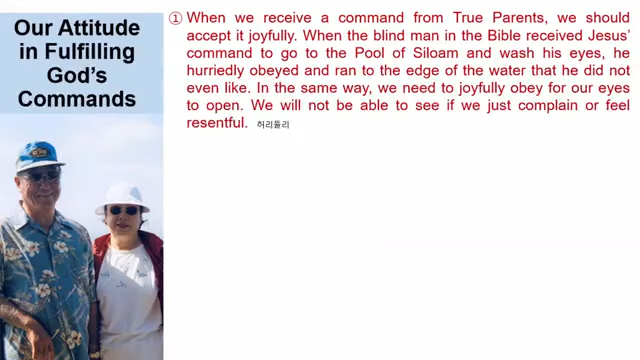 Our Attitude
in Fulfilling
God's
Commands
① When we receive a command from True Parents, we should
accept it joyfully. When the blind man in the Bible received Jesus'
command to go to the Pool of Siloam and wash his eyes, he
hurriedly obeyed and ran to the edge of the water that he did not
even like. In the same way, we need to joyfully obey for our eyes
to open. We will not be able to see if we just complain or feel
resentful. 허리둘리